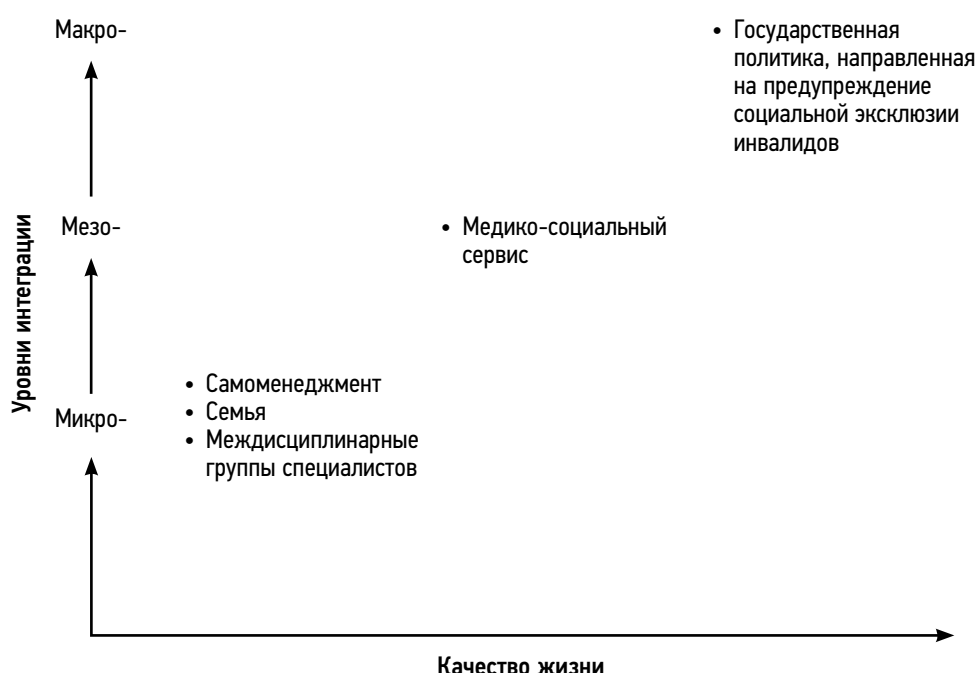 Макро-
• Государственная
политика, направленная
на предупреждение
социальной эксклюзии
инвалидов
Мезо-
• Медико-социальный
сервис
Уровни интеграции
Микро-
• Самоменеджмент
• Семья
• Междисциплинарные
группы специалистов
Качество жизни